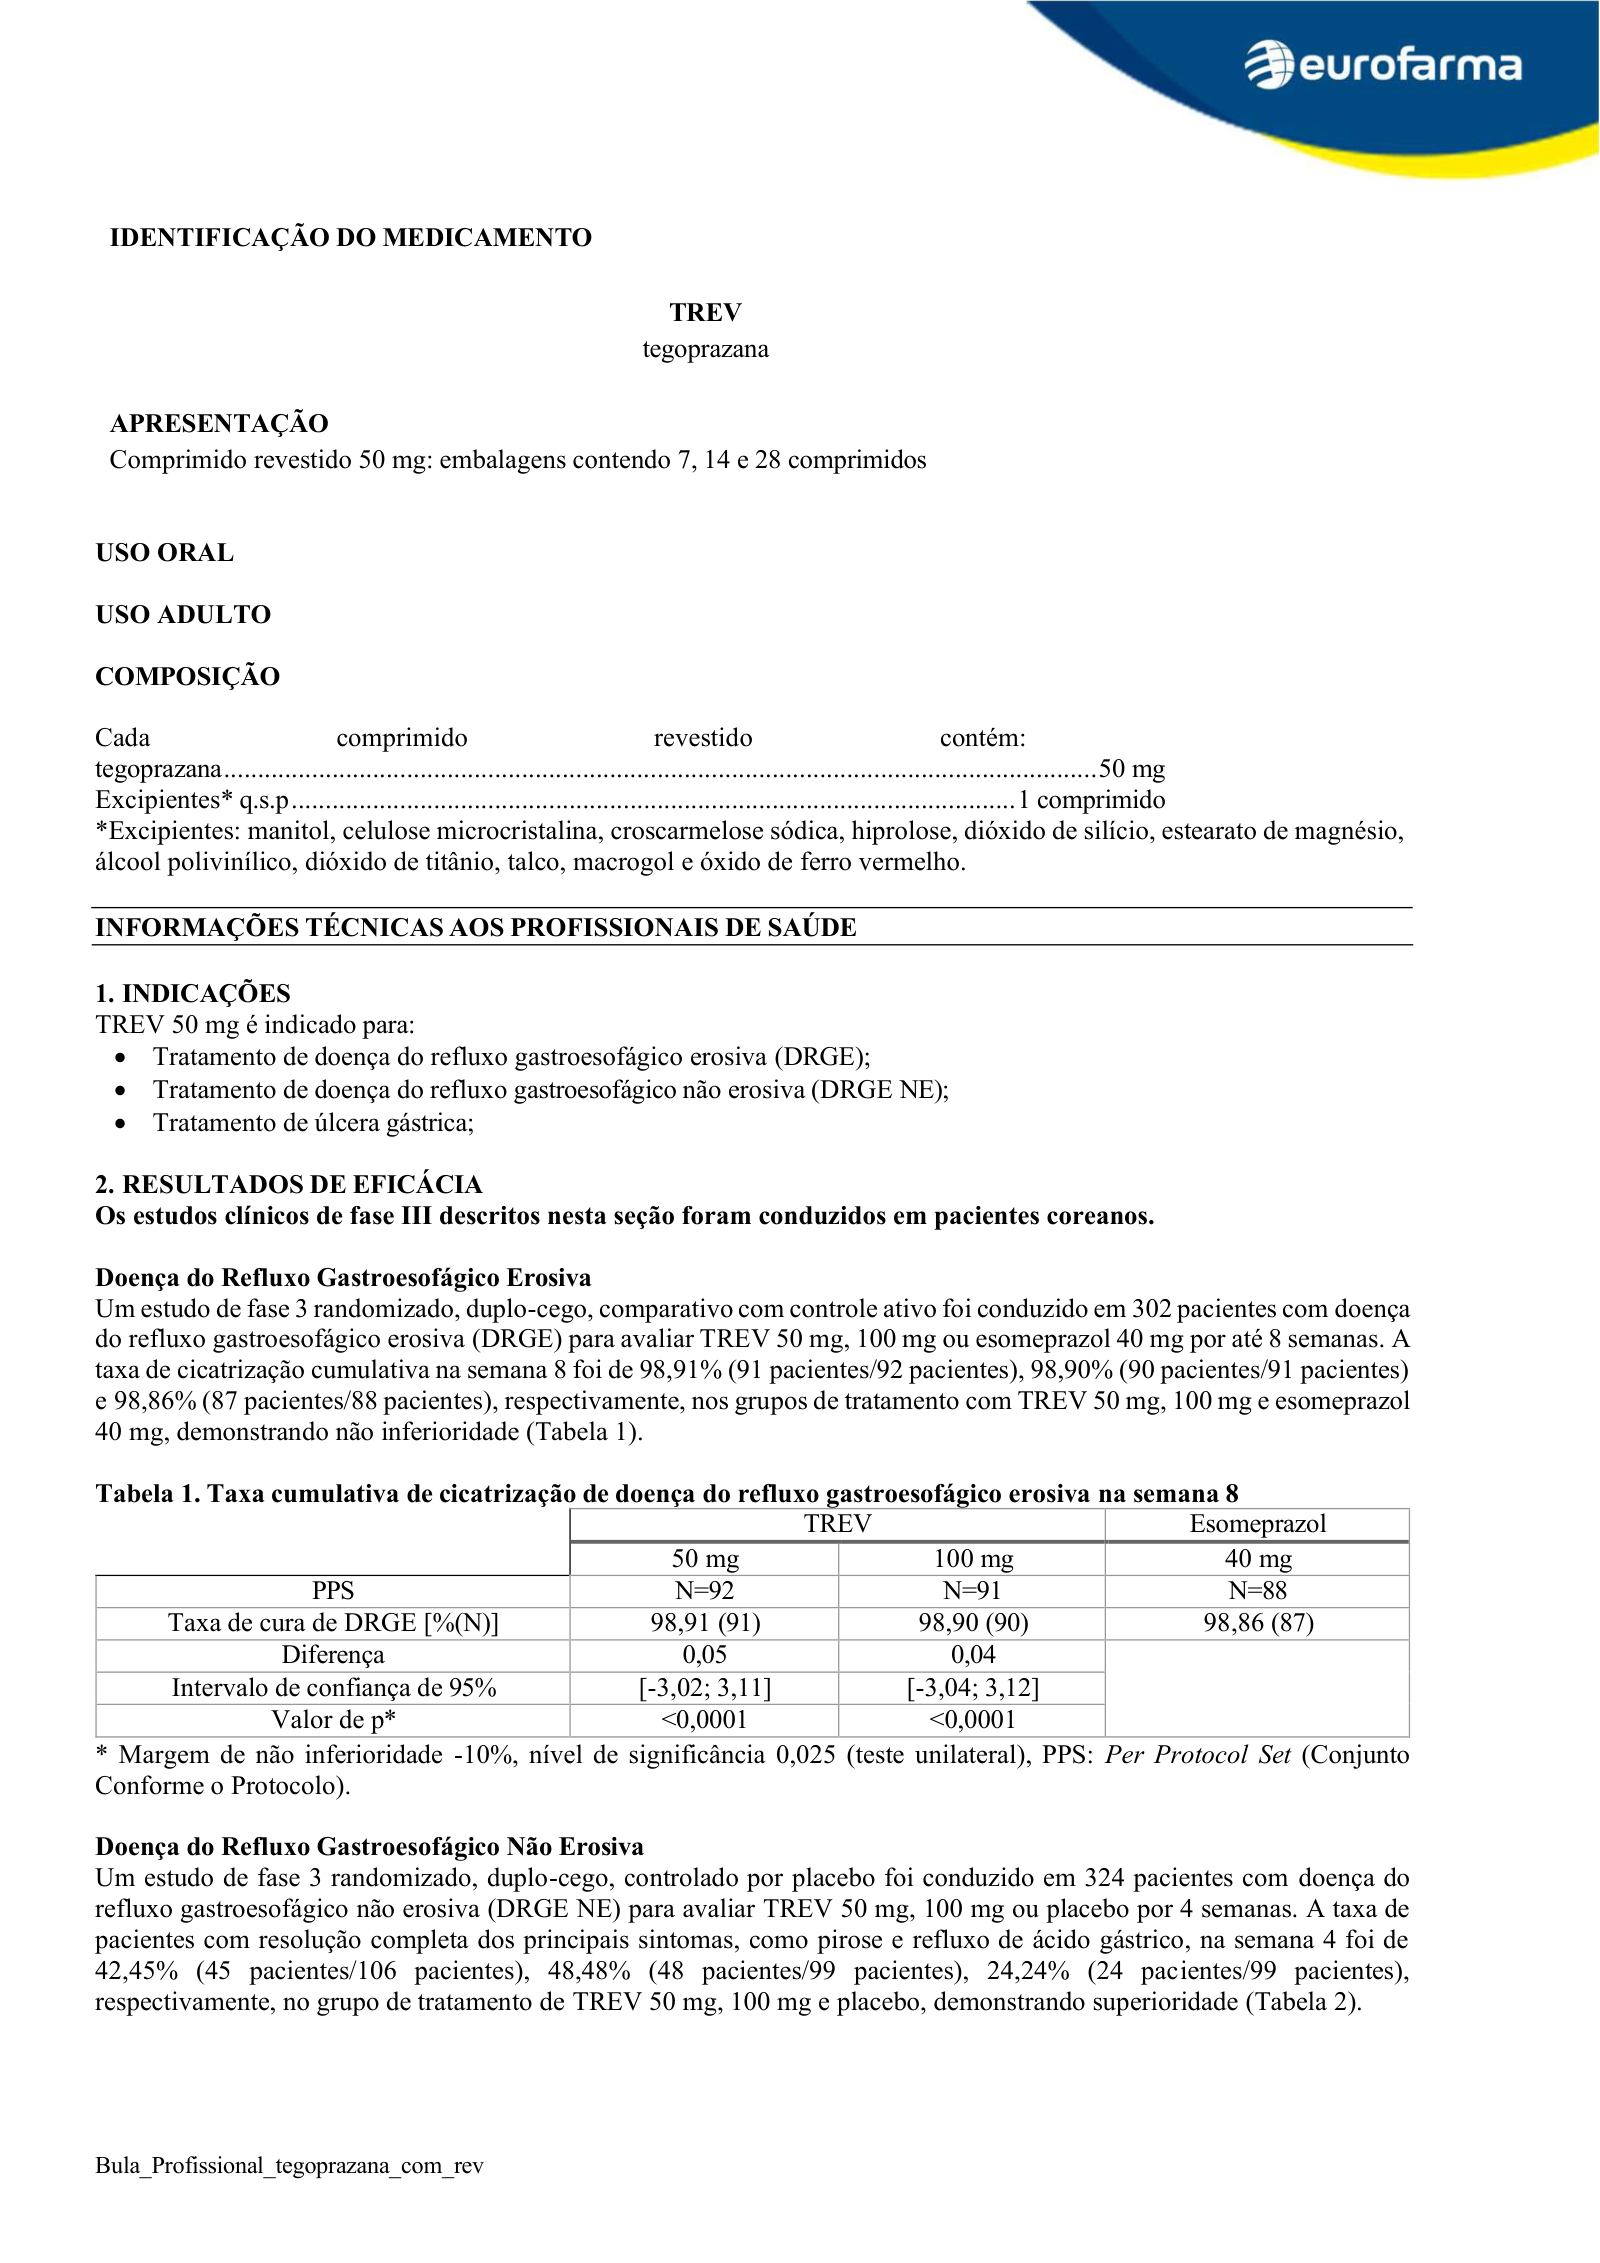 eurofarma
IDENTIFICAÇÃO DO MEDICAMENTO
TREV
tegoprazana
APRESENTAÇÃO
Comprimido revestido 50 mg: embalagens contendo 7, 14 e 28 comprimidos
USO ORAL
USO ADULTO
COMPOSIÇÃO
Cada comprimido revestido contém:
tegoprazana.................................................................................................................................50 mg
Excipientes* q.s.p..........................................................................................................1 comprimido
*Excipientes: manitol, celulose microcristalina, croscarmelose sódica, hiprolose, dióxido de silício, estearato de magnésio,
álcool polivinílico, dióxido de titânio, talco, macrogol e óxido de ferro vermelho.
INFORMAÇÕES TÉCNICAS AOS PROFISSIONAIS DE SAÚDE
1. INDICAÇÕES
TREV 50 mg é indicado para:
• Tratamento de doença do refluxo gastroesofágico erosiva (DRGE);
• Tratamento de doença do refluxo gastroesofágico não erosiva (DRGE NE);
• Tratamento de úlcera gástrica;
2. RESULTADOS DE EFICÁCIA
Os estudos clínicos de fase III descritos nesta seção foram conduzidos em pacientes coreanos.
Doença do Refluxo Gastroesofágico Erosiva
Um estudo de fase 3 randomizado, duplo-cego, comparativo com controle ativo foi conduzido em 302 pacientes com doença
do refluxo gastroesofágico erosiva (DRGE) para avaliar TREV 50 mg, 100 mg ou esomeprazol 40 mg por até 8 semanas. A
taxa de cicatrização cumulativa na semana 8 foi de 98,91% (91 pacientes/92 pacientes), 98,90% (90 pacientes/91 pacientes)
e 98,86% (87 pacientes/88 pacientes), respectivamente, nos grupos de tratamento com TREV 50 mg, 100 mg e esomeprazol
40 mg, demonstrando não inferioridade (Tabela 1).
Tabela 1. Taxa cumulativa de cicatrização de doença do refluxo gastroesofágico erosiva na semana 8
TREV Esomeprazol
50 mg 100 mg 40 mg
PPS N=92 N=91 N=88
Taxa de cura de DRGE [%(N)] 98,91 (91) 98,90 (90) 98,86 (87)
Diferença 0,05 0,04
Intervalo de confiança de 95% [-3,02; 3,11] [-3,04; 3,12]
Valor de p* <0,0001 <0,0001
* Margem de não inferioridade -10%, nível de significância 0,025 (teste unilateral), PPS: Per Protocol Set (Conjunto
Conforme o Protocolo).
Doença do Refluxo Gastroesofágico Não Erosiva
Um estudo de fase 3 randomizado, duplo-cego, controlado por placebo foi conduzido em 324 pacientes com doença do
refluxo gastroesofágico não erosiva (DRGE NE) para avaliar TREV 50 mg, 100 mg ou placebo por 4 semanas. A taxa de
pacientes com resolução completa dos principais sintomas, como pirose e refluxo de ácido gástrico, na semana 4 foi de
42,45% (45 pacientes/106 pacientes), 48,48% (48 pacientes/99 pacientes), 24,24% (24 pacientes/99 pacientes),
respectivamente, no grupo de tratamento de TREV 50 mg, 100 mg e placebo, demonstrando superioridade (Tabela 2).
Bula_Profissional_tegoprazana_com_rev